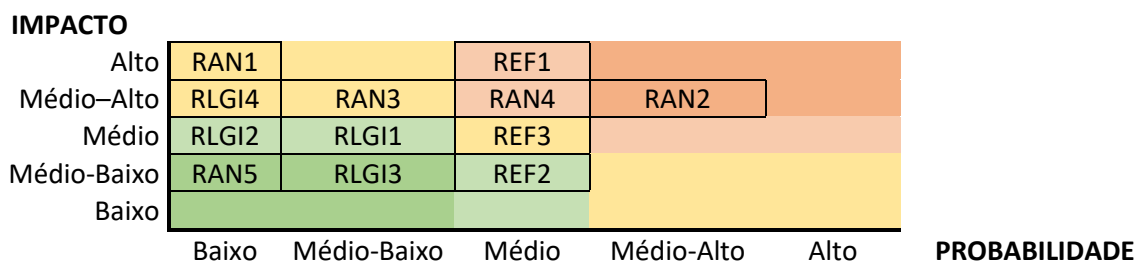 IMPACTO
Alto RAN1 REF1
Médio–Alto RLGI4 RAN3 RAN4 RAN2
Médio RLGI2 RLGI1 REF3
Médio-Baixo RAN5 RLGI3 REF2
Baixo
Baixo Médio-Baixo Médio Médio-Alto Alto PROBABILIDADE